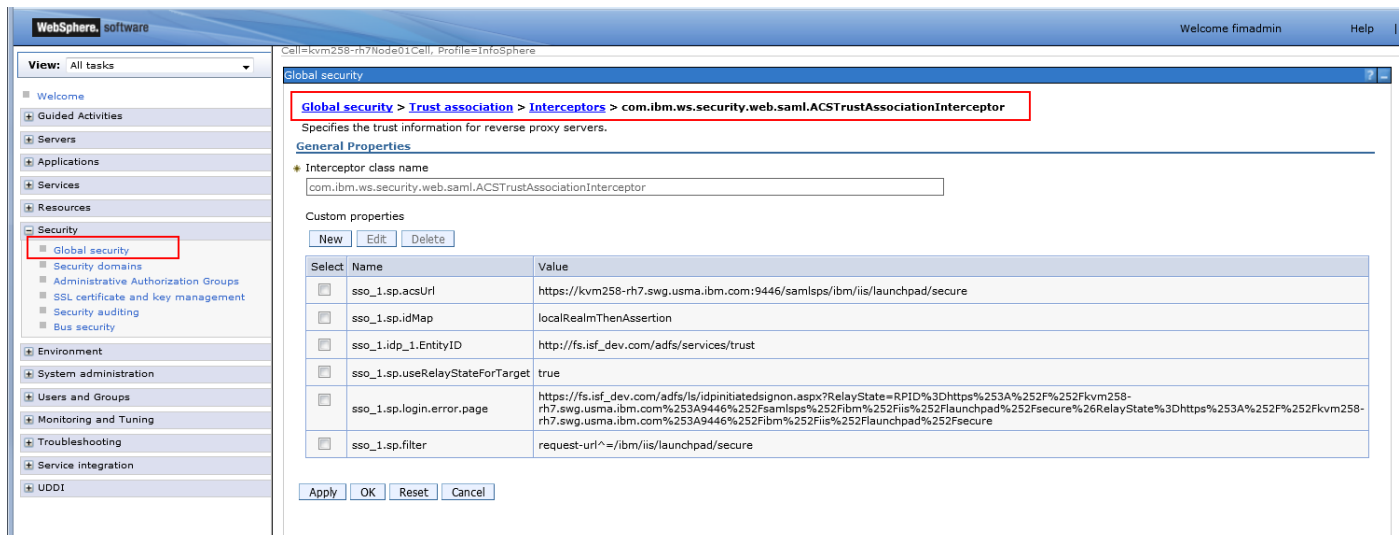 WebSphere. software
Welcome fimadmin
Help
View: All tasks
Welcome
Guided Activities
Servers
Applications
Services
Resources
Security
Global security
Security domains
Administrative Authorization Groups
SSL certificate and key management
Security auditing
Bus security
Environment
System administration
Users and Groups
Monitoring and Tuning
Troubleshooting
Service integration
UDDI
Cell=kvm258-rh7Node01Cell, Profile=InfoSphere
Global security
? -
Global security > Trust association > Interceptors > com.ibm.ws.security.web.saml.ACSTrustAssociationInterceptor
Specifies the trust information for reverse proxy servers.
General Properties
Interceptor class name
com.ibm.ws.security.web.saml.ACSTrustAssociationInterceptor
Custom properties
New Edit Delete
Select Name Value
sso_1.sp.acsUrl https://kvm258-rh7.swg.usma.ibm.com:9446/samlsps/ibm/iis/launchpad/secure
sso_1.sp.idMap localRealmThenAssertion
sso_1.idp_1.EntityID http://fs.isf_dev.com/adfs/services/trust
sso_1.sp.useRelayStateForTarget true
sso_1.sp.login.error.page https://fs.isf_dev.com/adfs/ls/idpinitiatedsignon.aspx?RelayState=RPID%3Dhttps%253A%252F%252Fkvm258-
rh7.swg.usma.ibm.com%253A9446%252Fsamlsps%252Fibm%252Fiis%252Flaunchpad%252Fsecure%26RelayState%3Dhttps%253A%252F%252Fkvm258-
rh7.swg.usma.ibm.com%253A9446%252Fibm%252Fiis%252Flaunchpad%252Fsecure
sso_1.sp.filter request-url^=/ibm/iis/launchpad/secure
Apply OK Reset Cancel